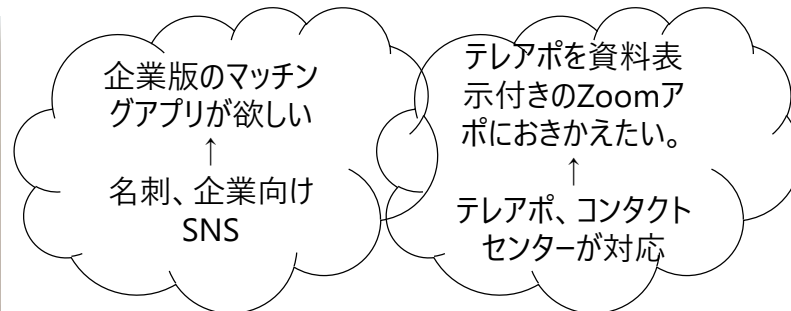 企業版のマッチン
グアプリが欲しい
↑
名刺、企業向け
SNS
テレアポを資料表
示付きのZoomア
ポにおきかえたい。
↑
テレアポ、コンタクト
センターが対応